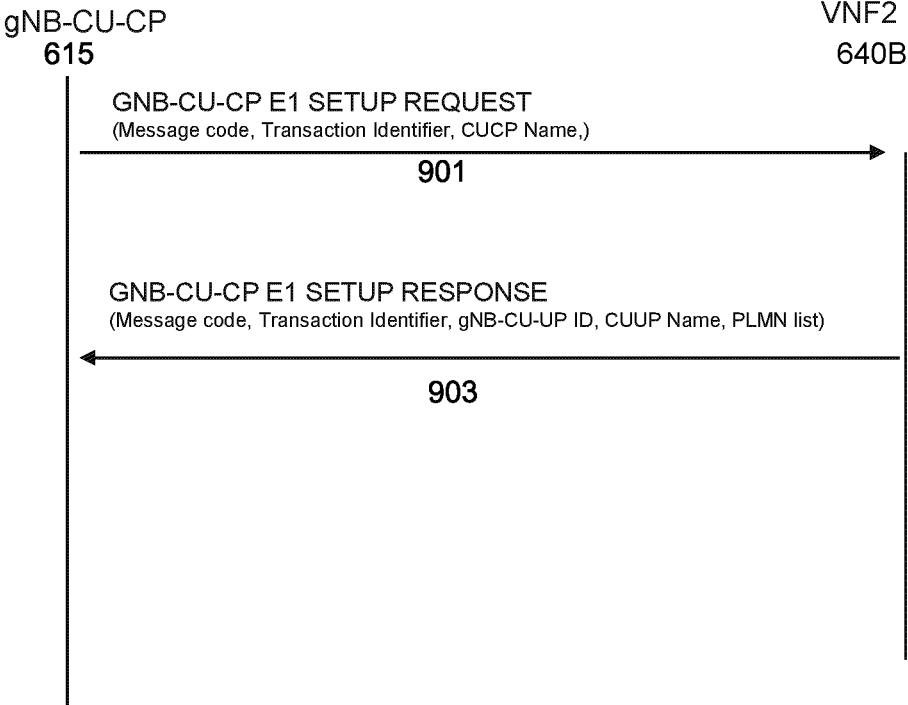 gNB-CU-CP
615
VNF2
640B
GNB-CU-CP E1 SETUP REQUEST
(Message code, Transaction Identifier, CUCP Name,)
901
GNB-CU-CP E1 SETUP RESPONSE
(Message code, Transaction Identifier, gNB-CU-UP ID, CUUP Name, PLMN list)
903